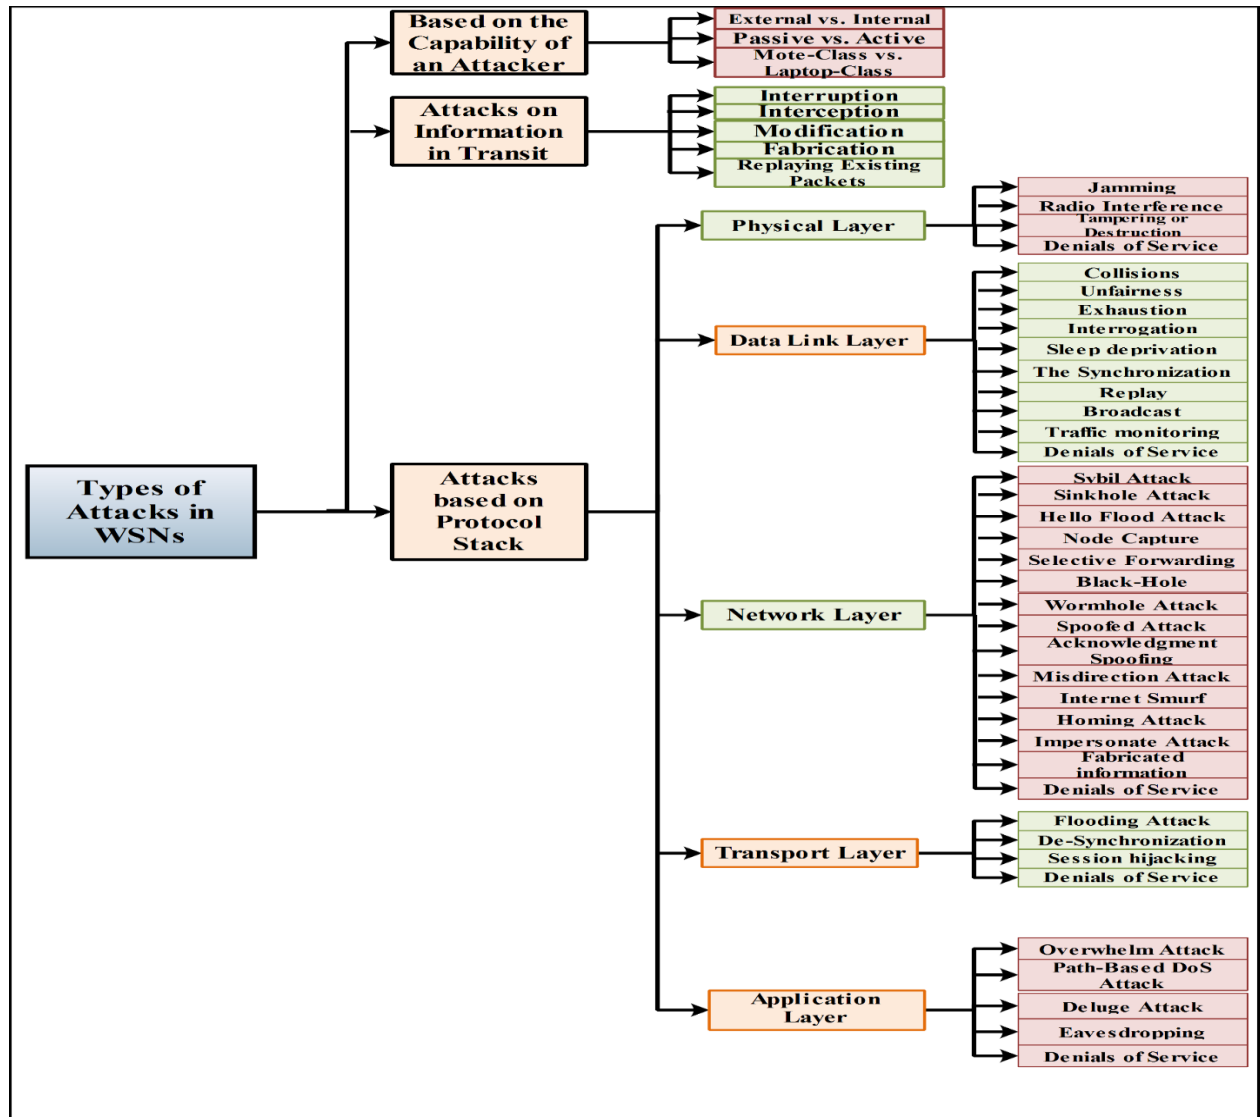 Based on the
Capability of
an Attacker
External vs. Internal
Passive vs. Active
Mote-Class vs.
Laptop-Class
Attacks on
Information
in Transit
Interruption
Interception
Modification
Fabrication
Replaying Existing
Packets
Types of
Attacks in
WSNs
Attacks
based on
Protocol
Stack
Physical Layer
Jamming
Radio Interference
Tampering or
Destruction
Denials of Service
Data Link Layer
Collisions
Unfairness
Exhaustion
Interrogation
Sleep deprivation
The Synchronization
Replay
Broadcast
Traffic monitoring
Denials of Service
Network Layer
Sybil Attack
Sinkhole Attack
Hello Flood Attack
Node Capture
Selective Forwarding
Black-Hole
Wormhole Attack
Spoofed Attack
Acknowledgment
Spoofing
Misdirection Attack
Internet Smurf
Homing Attack
Impersonate Attack
Fabricated
information
Denials of Service
Transport Layer
Flooding Attack
De-Synchronization
Session hijacking
Denials of Service
Application
Layer
Overwhelm Attack
Path-Based DoS
Attack
Deluge Attack
Eavesdropping
Denials of Service